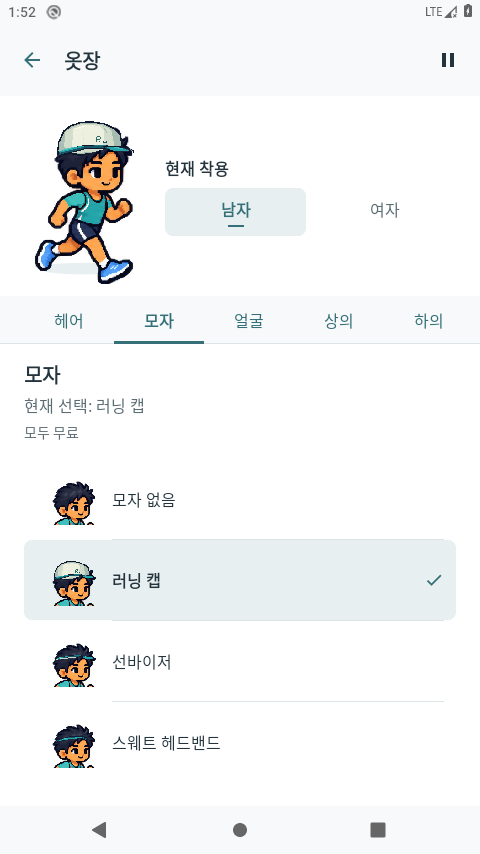 1:52
LTE
옷장
현재 착용
남자
여자
헤어
모자
얼굴
상의
하의
모자
현재 선택: 러닝 캡
모두 무료
모자 없음
러닝 캡
선바이저
스웨트 헤드밴드